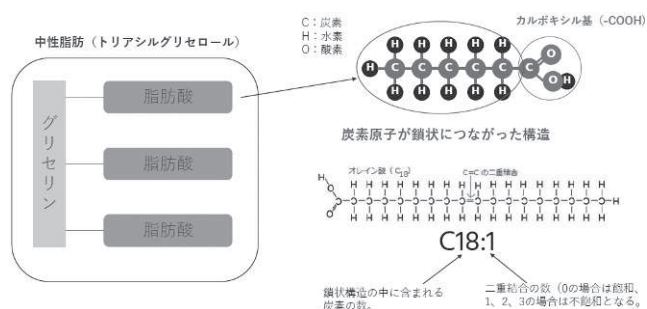 中性脂肪（トリアシルグリセロール）
グリセリン
脂肪酸
脂肪酸
脂肪酸
C：炭素
H：水素
O：酸素
カルボキシル基（-COOH）
H H H H H
H C C C C C C O
O H
H H H H H
炭素原子が鎖状につながった構造
オレイン酸（C18）
C=Cの二重結合
C18:1
鎖状構造の中に含まれる
炭素の数。
二重結合の数（0の場合は飽和、
1、2、3の場合は不飽和となる。